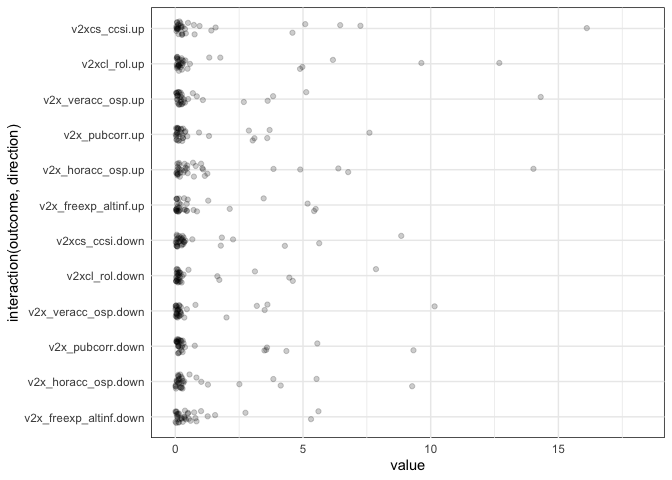 v2xcs_ccsi.up
v2xcl_rol.up
v2x_veracc_osp.up
v2x_pubcorr.up
v2x_horacc_osp.up
v2x_freexp_altinf.up
v2xcs_ccsi.down
v2xcl_rol.down
v2x_veracc_osp.down
v2x_pubcorr.down
v2x_horacc_osp.down
v2x_freexp_altinf.down
interaction(outcome, direction)
0 5 10 15
value